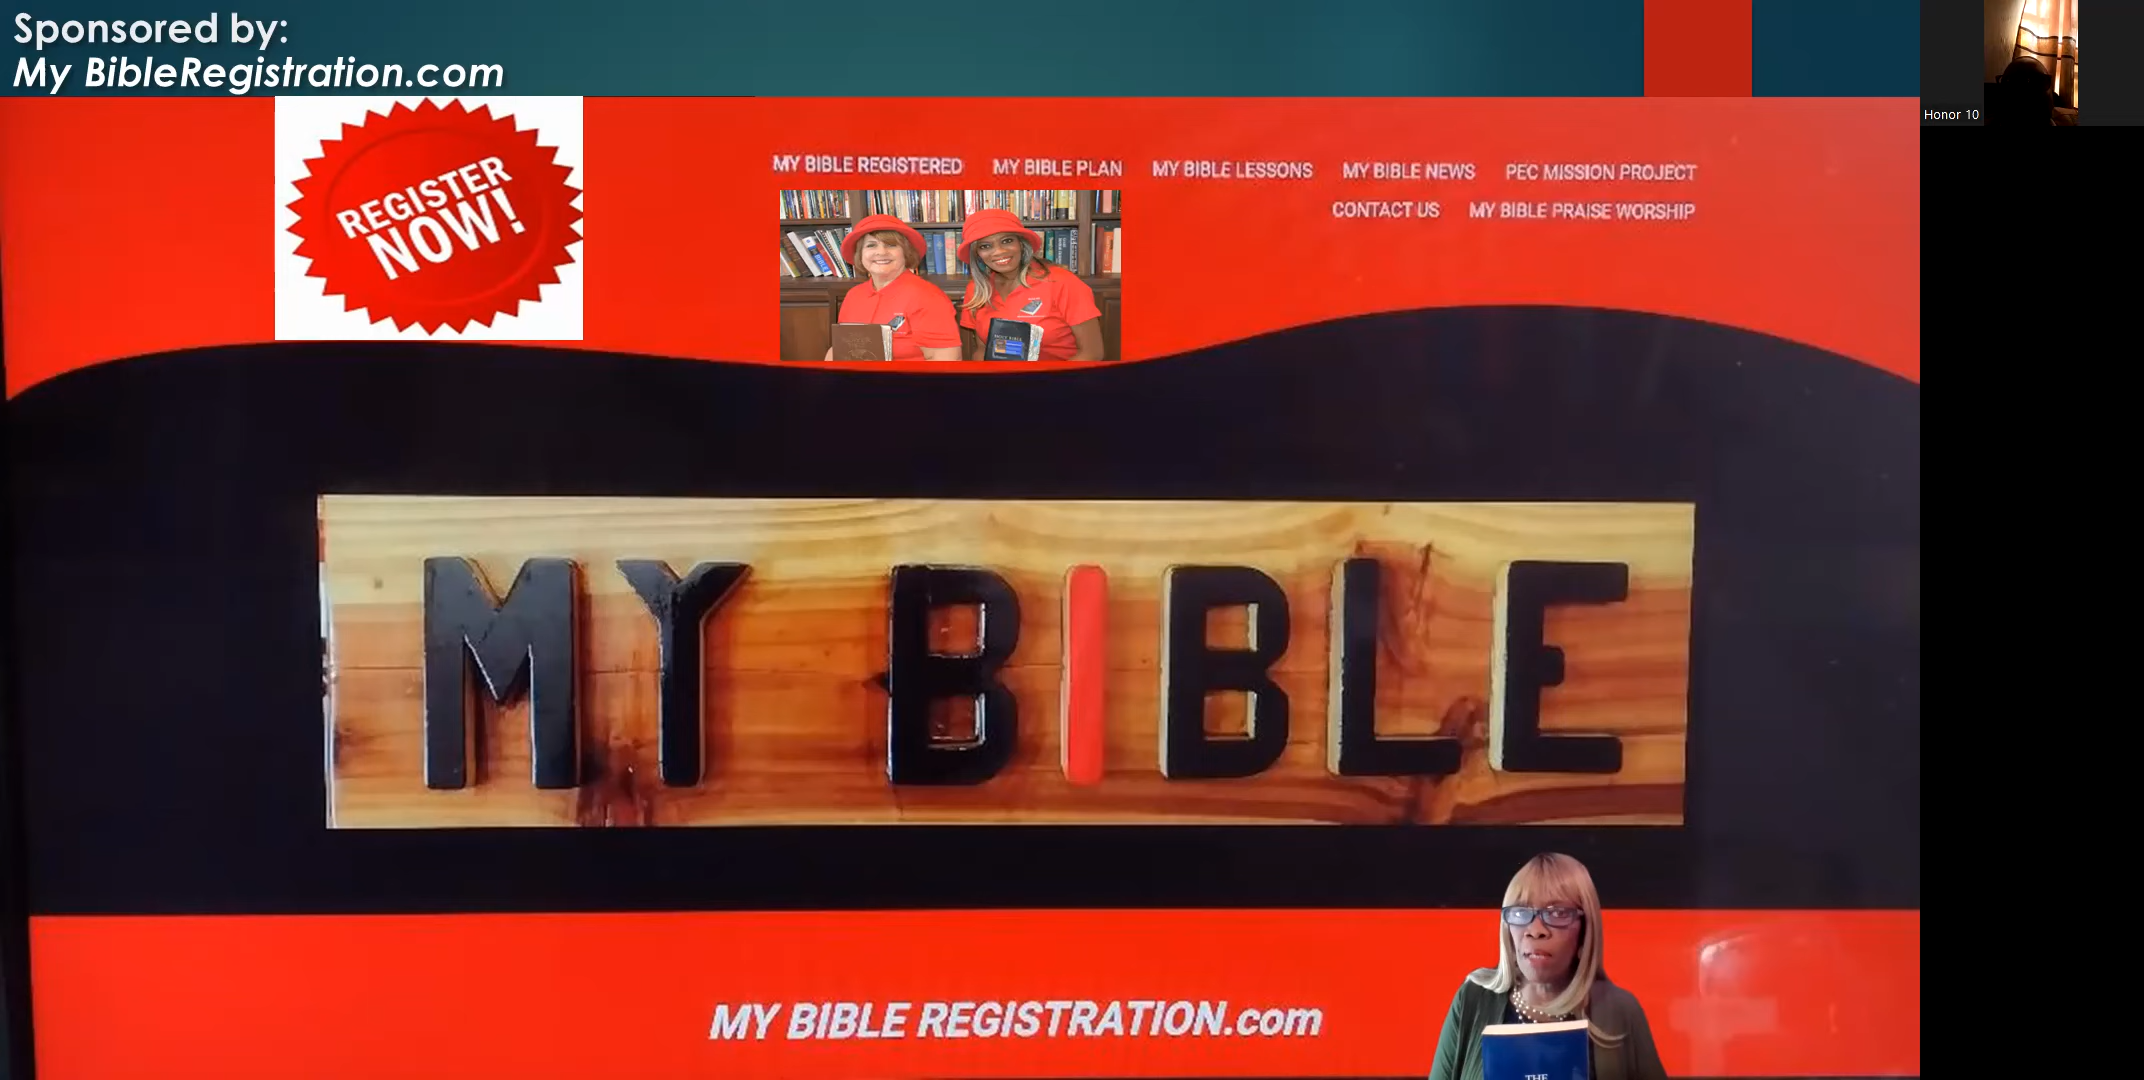 Sponsored by:
My BibleRegistration.com
REGISTER
NOW!
MY BIBLE REGISTERED
MY BIBLE PLAN
MY BIBLE LESSONS
MY BIBLE NEWS
PEC MISSION PROJECT
CONTACT US
MY BIBLE PRAISE WORSHIP
MY BIBLE
MY BIBLE REGISTRATION.com
THE
Honor 10